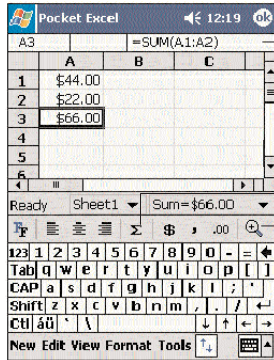 Pocket Excel 12:19 ok
A3 =SUM(A1:A2)
A B C
1 $44.00
2 $22.00
3 $66.00
4
5
6
Ready Sheet1 Sum=$66.00
Σ $ , .00
123 1 2 3 4 5 6 7 8 9 0 - =
Tab q w e r t y u i o p [ ]
CAP a s d f g h j k l ; '
Shift z x c v b n m , . /
Ctl áü ` \
New Edit View Format Tools